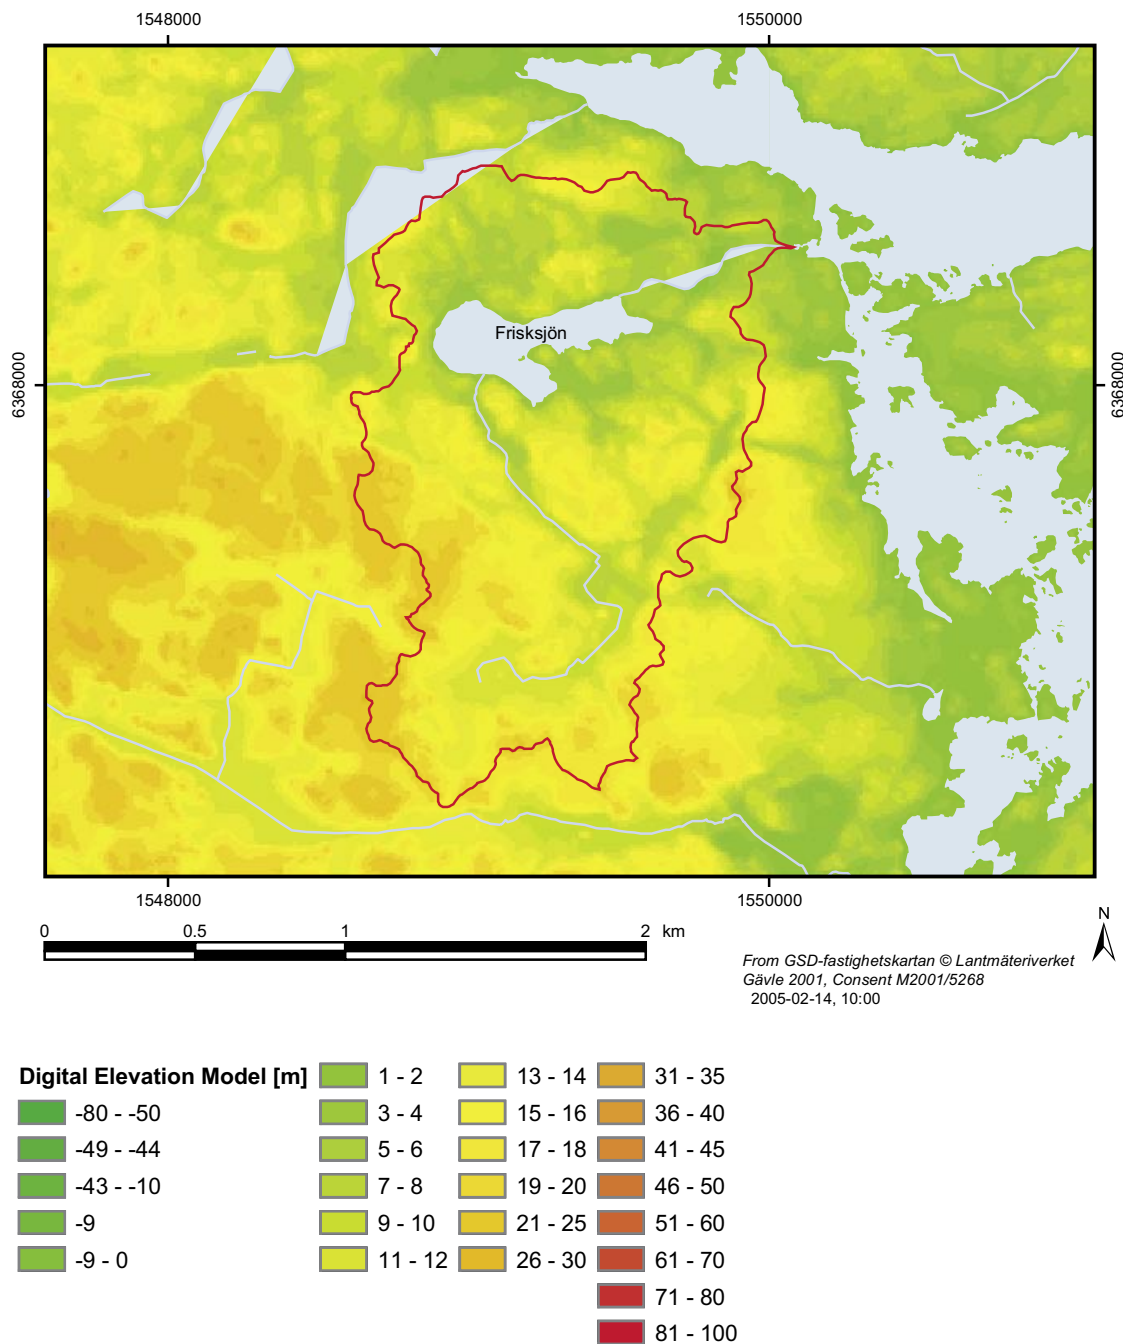 1548000
1550000
Frisksjön
6368000
6368000
1548000
1550000
0
0.5
1
2 km
N
From GSD-fastighetskartan © Lantmäteriverket
Gävle 2001, Consent M2001/5268
2005-02-14, 10:00
Digital Elevation Model [m]
-80 - -50
-49 - -44
-43 - -10
-9
-9 - 0
1 - 2
3 - 4
5 - 6
7 - 8
9 - 10
11 - 12
13 - 14
15 - 16
17 - 18
19 - 20
21 - 25
26 - 30
31 - 35
36 - 40
41 - 45
46 - 50
51 - 60
61 - 70
71 - 80
81 - 100